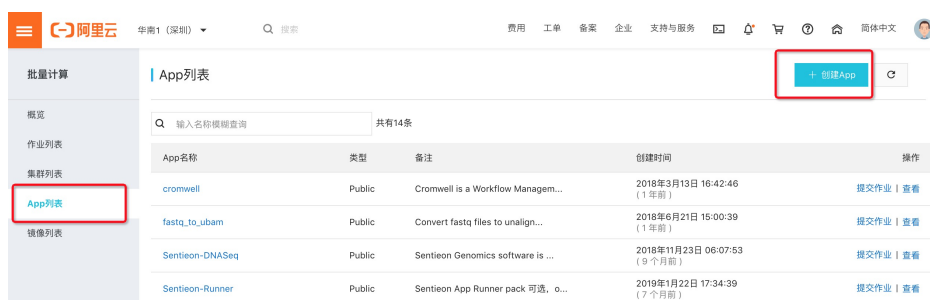 阿里云 华南1（深圳） 搜索 费用 工单 备案 企业 支持与服务 简体中文
批量计算
App列表
+ 创建App
概览
输入名称模糊查询 共有14条
作业列表
App名称 类型 备注 创建时间 操作
集群列表
cromwell Public Cromwell is a Workflow Managem... 2018年3月13日 16:42:46 提交作业 | 查看
（1年前）
App列表
fastq_to_ubam Public Convert fastq files to unalign... 2018年6月21日 15:00:39 提交作业 | 查看
（1年前）
镜像列表
Sentieon-DNASeq Public Sentieon Genomics software is ... 2018年11月23日 06:07:53 提交作业 | 查看
（9个月前）
Sentieon-Runner Public Sentieon App Runner pack 可选，o... 2019年1月22日 17:34:39 提交作业 | 查看
（7个月前）